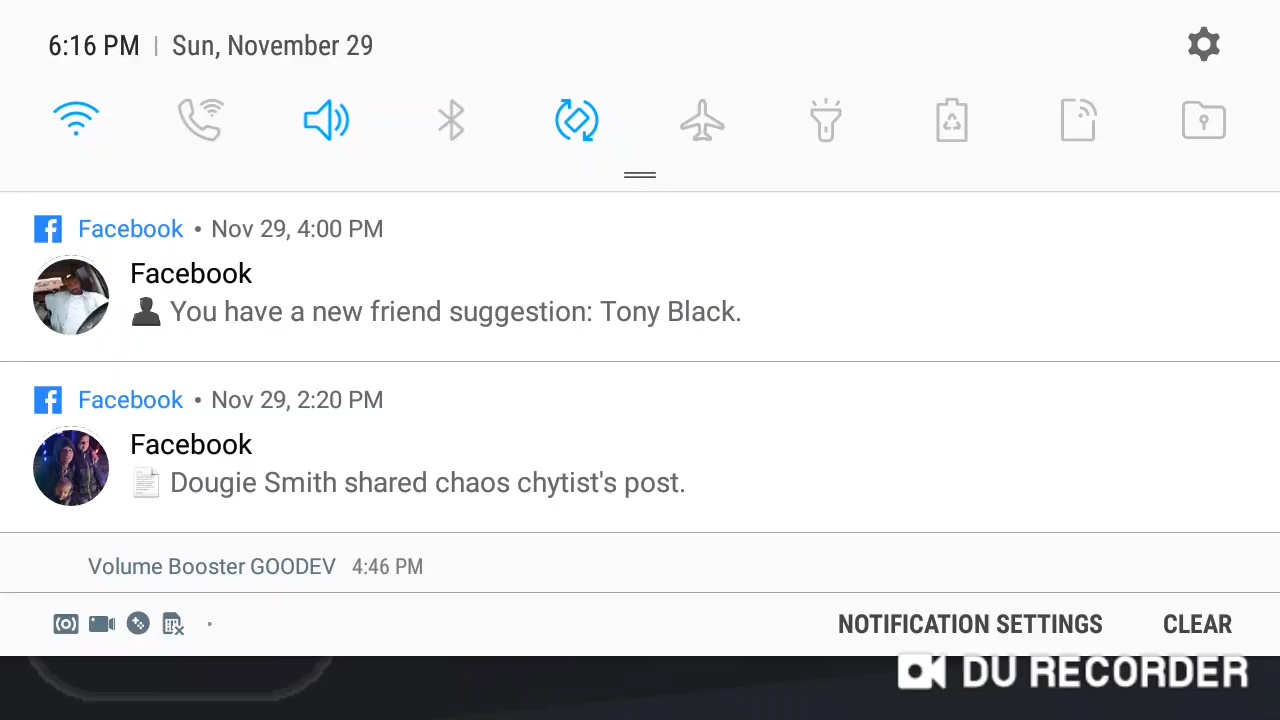 6:16 PM | Sun, November 29
Facebook • Nov 29, 4:00 PM
Facebook
You have a new friend suggestion: Tony Black.
Facebook • Nov 29, 2:20 PM
Facebook
Dougie Smith shared chaos chytist's post.
Volume Booster GOODEV 4:46 PM
NOTIFICATION SETTINGS CLEAR
DU RECORDER